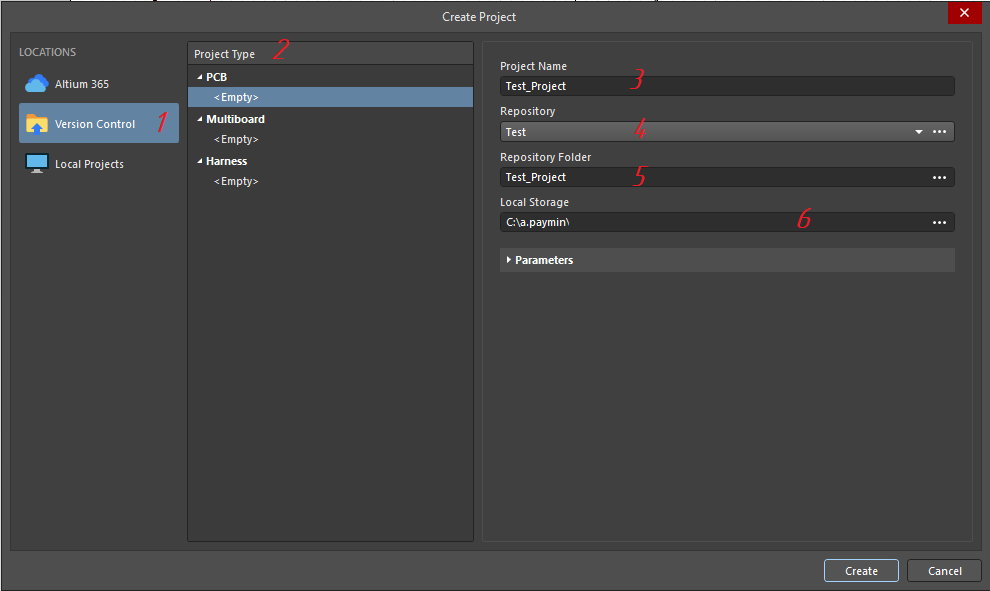 Create Project
LOCATIONS
Altium 365
Version Control 1
Local Projects
Project Type 2
PCB
<Empty>
Multiboard
<Empty>
Harness
<Empty>
Project Name
Test_Project 3
Repository
Test 4
Repository Folder
Test_Project 5
Local Storage
C:\a.paymin\ 6
Parameters
Create Cancel